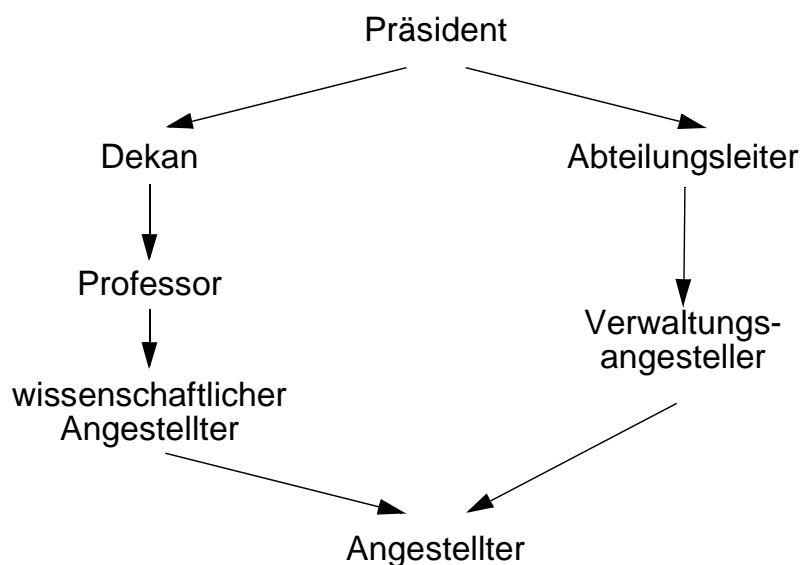 Präsident
Dekan
Abteilungsleiter
Professor
Verwaltungs-
angesteller
wissenschaftlicher
Angestellter
Angestellter